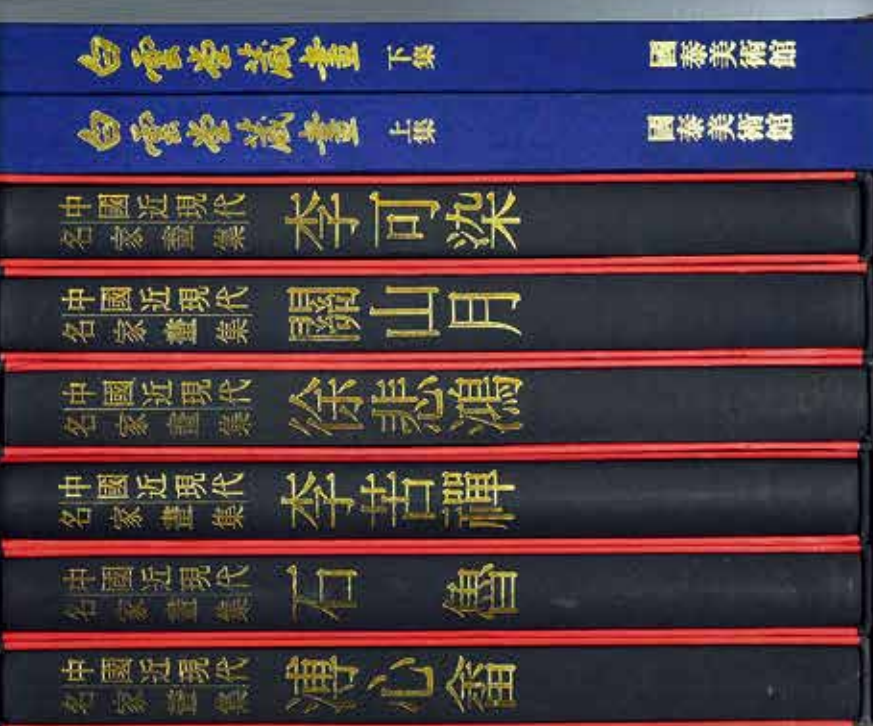 白雲堂藏畫 下集 國泰美術館
白雲堂藏畫 上集 國泰美術館
中國近現代
名家畫集
李可染
中國近現代
名家畫集
關山月
中國近現代
名家畫集
徐悲鴻
中國近現代
名家畫集
李苦禪
中國近現代
名家畫集
石魯
中國近現代
名家畫集
溥心畬